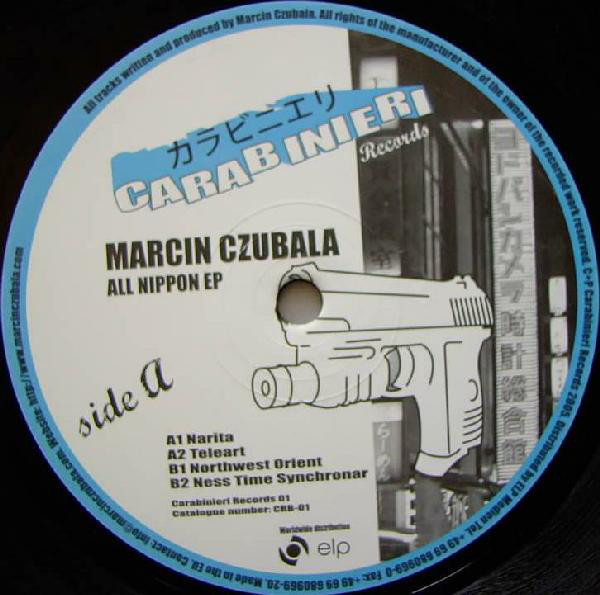 All tracks written and produced by Marcin Czubala. All rights of the manufacturer and of the owner of the recorded work reserved. C+P Carabinieri Records 2005. Distributed by ELP Medien Tel. +49 69 680969-0 Fax: +49 69 680969-20. Made in the EU. Contact: info@marcinczubala.com. Website: http://www.marcinczubala.com
カラビニエリ
CARABINIERI
Records
MARCIN CZUBALA
ALL NIPPON EP
side A
A1 Narita
A2 Teleart
B1 Northwest Orient
B2 Ness Time Synchronar
Carabinieri Records 01
Catalogue number: CRB-01
Worldwide distribution
elp
ヨドバシカメラ時計総合館
らーめん